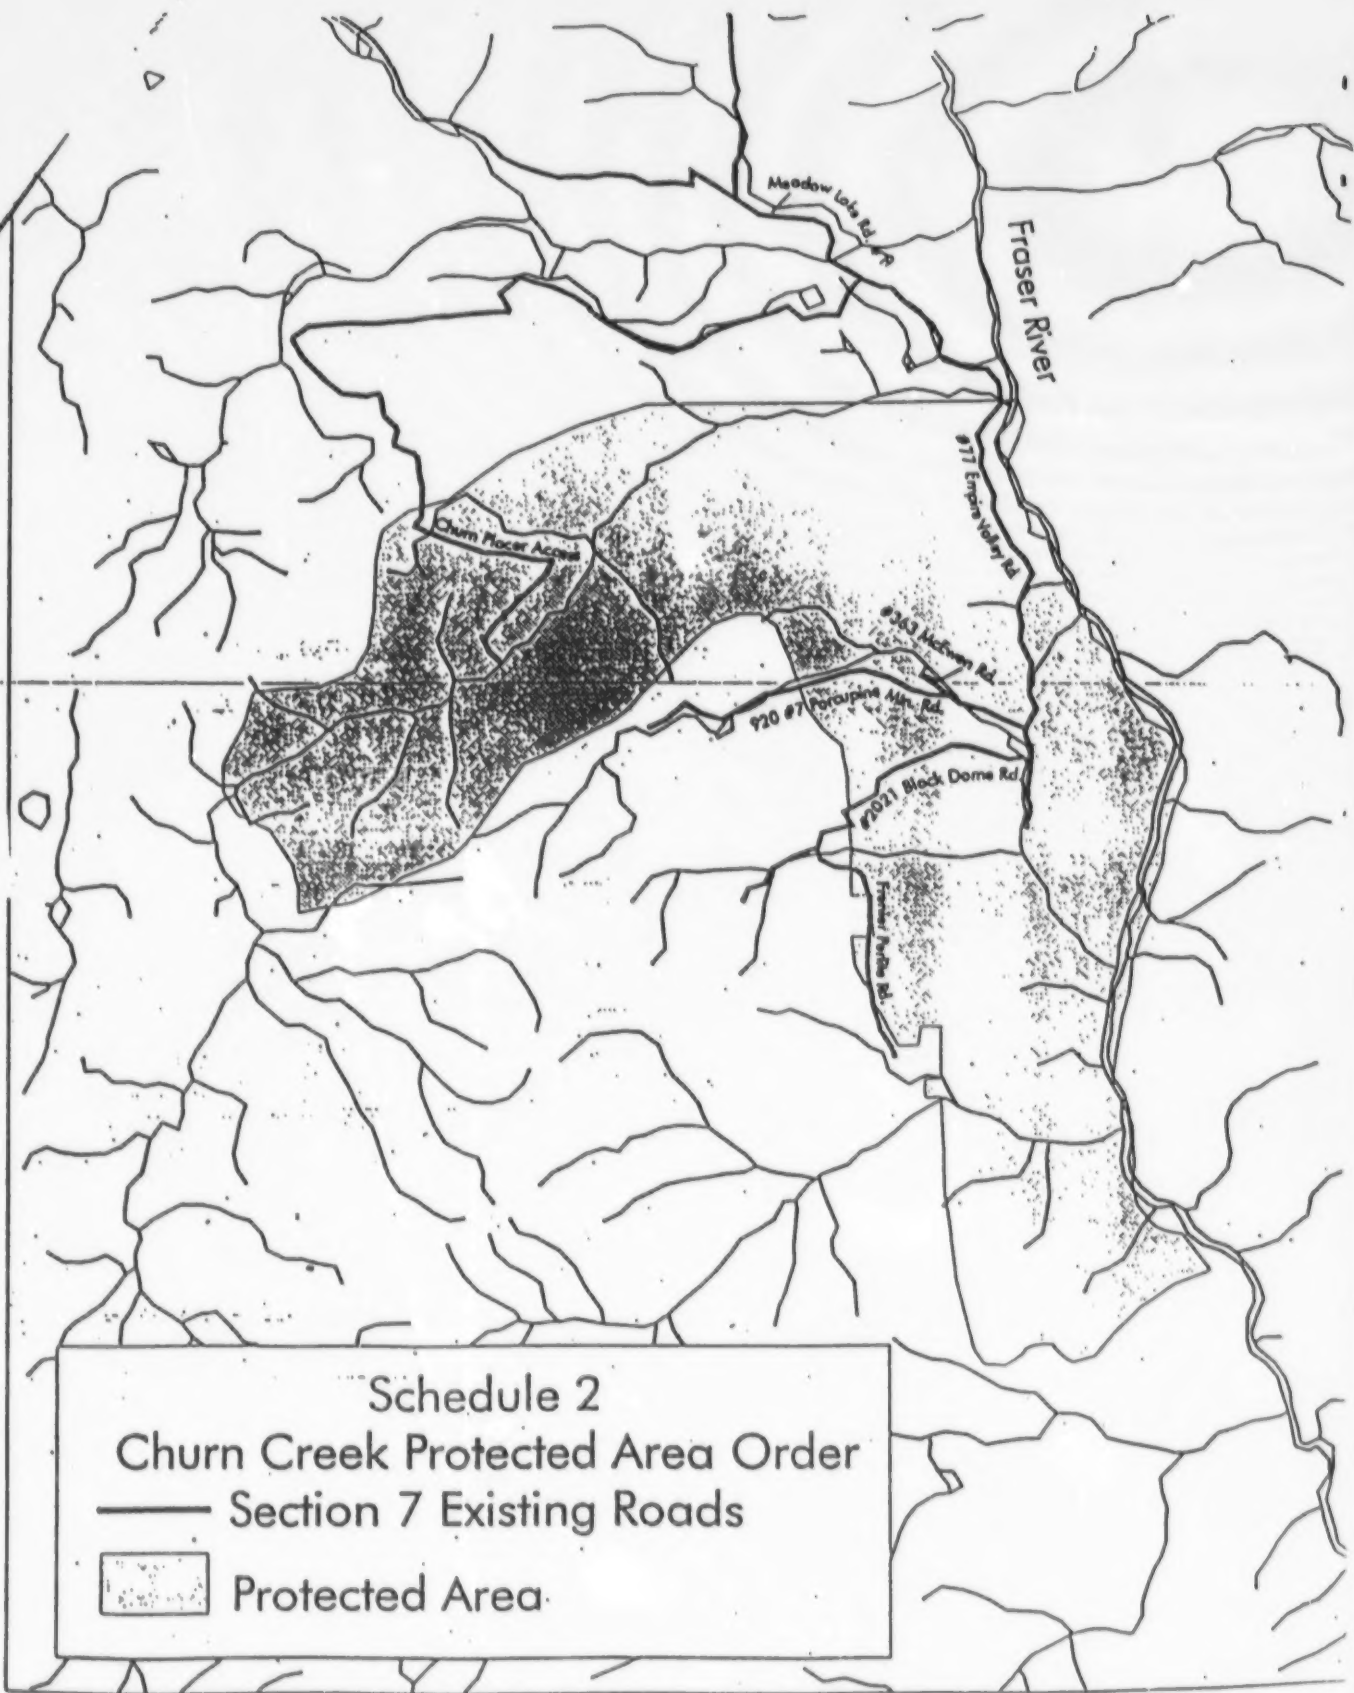 Meadow Lake Rd.
Fraser River
#77 Empire Valley Rd.
Churn Placer Access
#363 McEwen Rd.
920 #7 Porcupine Mtn. Rd.
#2021 Black Dome Rd.
Rd.
Schedule 2
Churn Creek Protected Area Order
Section 7 Existing Roads
Protected Area